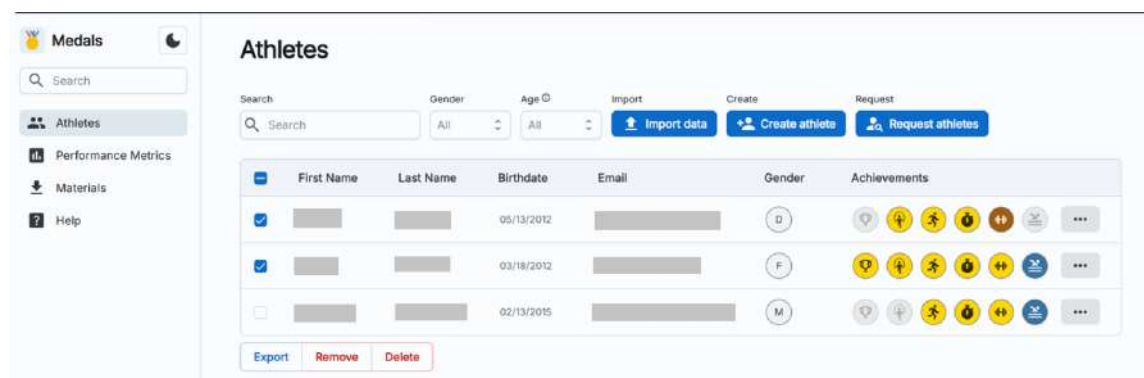 Medals
Search
Athletes
Performance Metrics
Materials
Help
Athletes
Search Gender Age Import Create Request
Search All All Import data Create athlete Request athletes
First Name Last Name Birthdate Email Gender Achievements
05/13/2012 D
03/18/2012 F
02/13/2015 M
Export Remove Delete